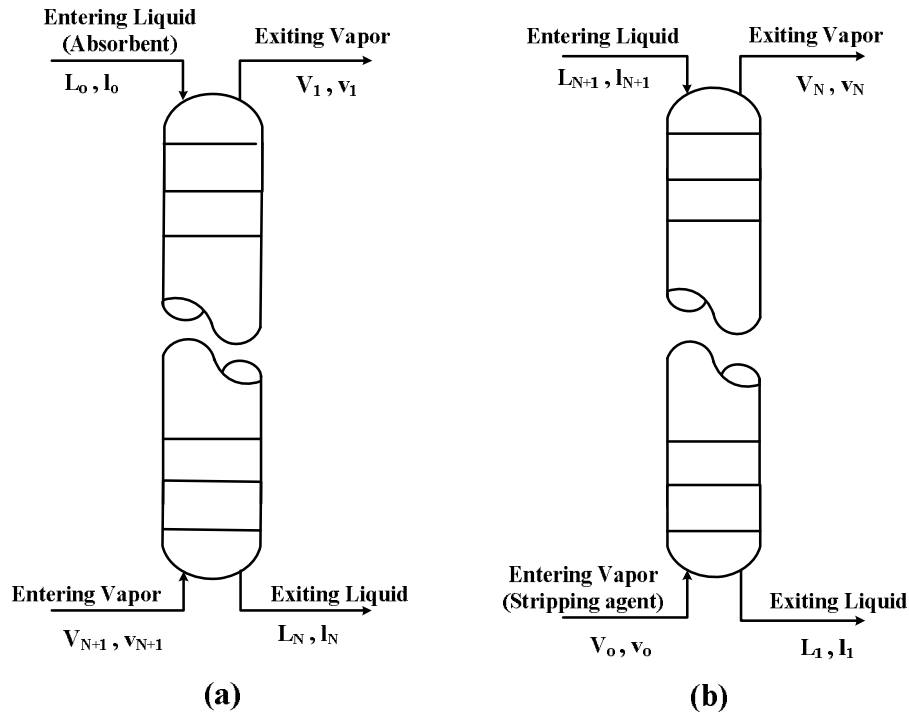 Entering Liquid
(Absorbent)
Lo , lo
Exiting Vapor
V1 , v1
Entering Vapor
VN+1 , vN+1
Exiting Liquid
LN , lN
(a)
Entering Liquid
LN+1 , lN+1
Exiting Vapor
VN , vN
Entering Vapor
(Stripping agent)
Vo , vo
Exiting Liquid
L1 , l1
(b)